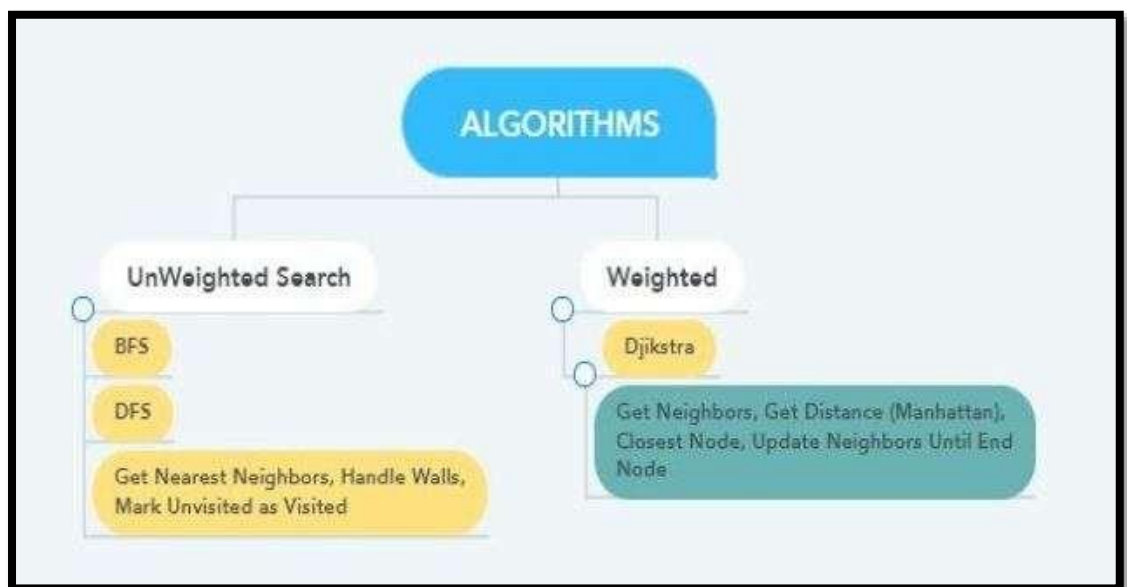 ALGORITHMS
UnWeighted Search
BFS
DFS
Get Nearest Neighbors, Handle Walls,
Mark Unvisited as Visited
Weighted
Djikstra
Get Neighbors, Get Distance (Manhattan),
Closest Node, Update Neighbors Until End
Node